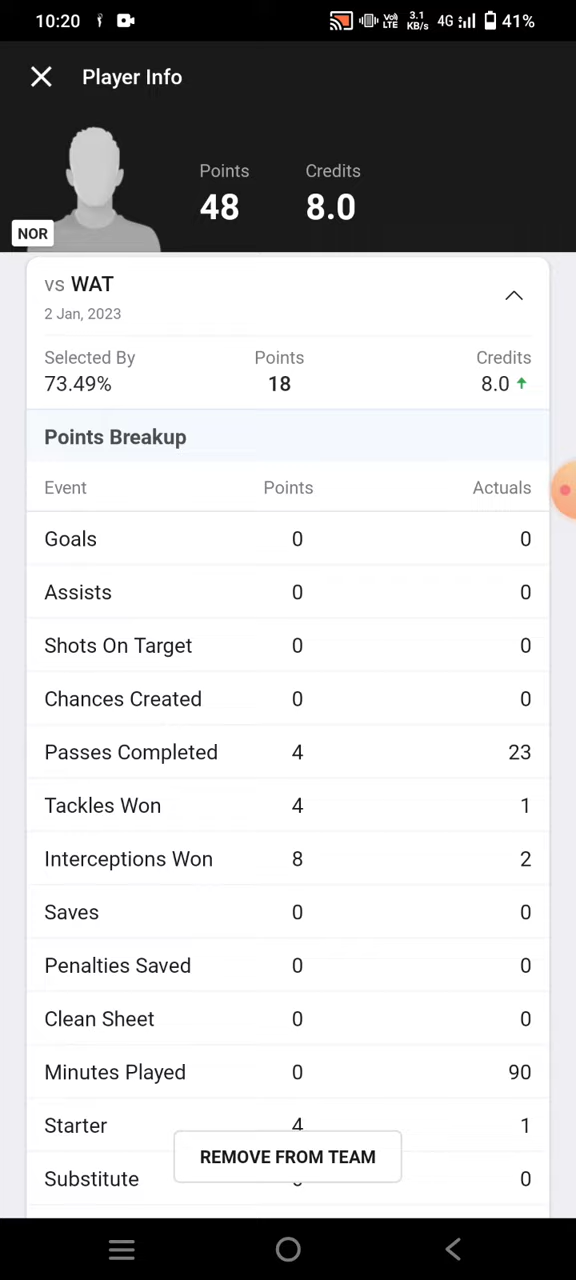 10:20 Vo) LTE 3.1 KB/s 4G 41%
Player Info
Points Credits
48 8.0
NOR
vs WAT
2 Jan, 2023
Selected By Points Credits
73.49% 18 8.0
Points Breakup
Event Points Actuals
Goals 0 0
Assists 0 0
Shots On Target 0 0
Chances Created 0 0
Passes Completed 4 23
Tackles Won 4 1
Interceptions Won 8 2
Saves 0 0
Penalties Saved 0 0
Clean Sheet 0 0
Minutes Played 0 90
Starter 4 1
REMOVE FROM TEAM
Substitute 0